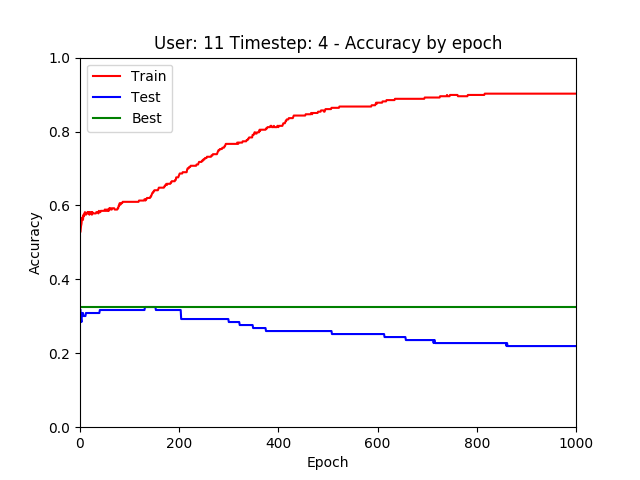 User: 11 Timestep: 4 - Accuracy by epoch
Train
Test
Best
Accuracy
1.0
0.8
0.6
0.4
0.2
0.0
0 200 400 600 800 1000
Epoch